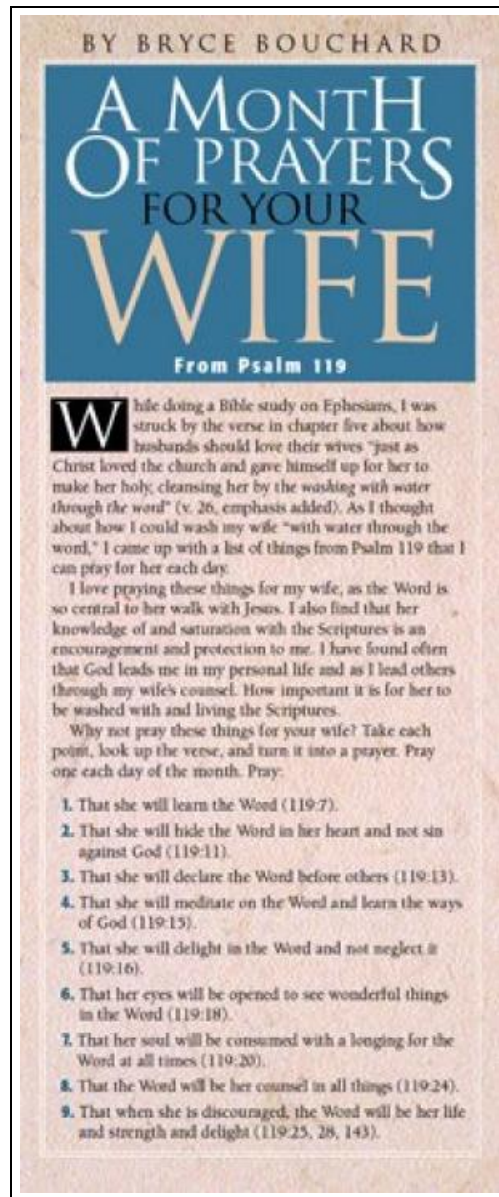 BY BRYCE BOUCHARD
A MONTH
OF PRAYERS
FOR YOUR
WIFE
From Psalm 119
While doing a Bible study on Ephesians, I was
struck by the verse in chapter five about how
husbands should love their wives "just as
Christ loved the church and gave himself up for her to
make her holy, cleansing her by the washing with water
through the word" (v. 26, emphasis added). As I thought
about how I could wash my wife "with water through the
word," I came up with a list of things from Psalm 119 that I
can pray for her each day.
I love praying these things for my wife, as the Word is
so central to her walk with Jesus. I also find that her
knowledge of and saturation with the Scriptures is an
encouragement and protection to me. I have found often
that God leads me in my personal life and as I lead others
through my wife's counsel. How important it is for her to
be washed with and living the Scriptures.
Why not pray these things for your wife? Take each
point, look up the verse, and turn it into a prayer. Pray
one each day of the month. Pray:
1. That she will learn the Word (119:7).
2. That she will hide the Word in her heart and not sin
against God (119:11).
3. That she will declare the Word before others (119:13).
4. That she will meditate on the Word and learn the ways
of God (119:15).
5. That she will delight in the Word and not neglect it
(119:16).
6. That her eyes will be opened to see wonderful things
in the Word (119:18).
7. That her soul will be consumed with a longing for the
Word at all times (119:20).
8. That the Word will be her counsel in all things (119:24).
9. That when she is discouraged, the Word will be her life
and strength and delight (119:25, 28, 143).